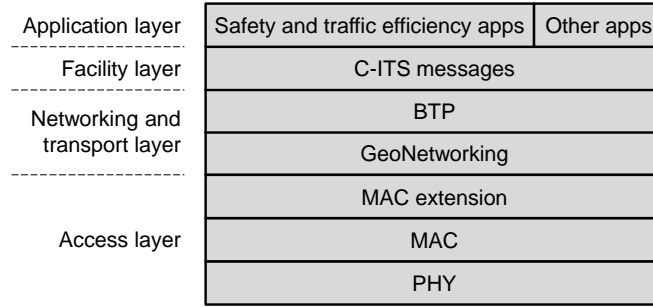 Application layer
Safety and traffic efficiency apps
Other apps
Facility layer
C-ITS messages
Networking and
transport layer
BTP
GeoNetworking
Access layer
MAC extension
MAC
PHY